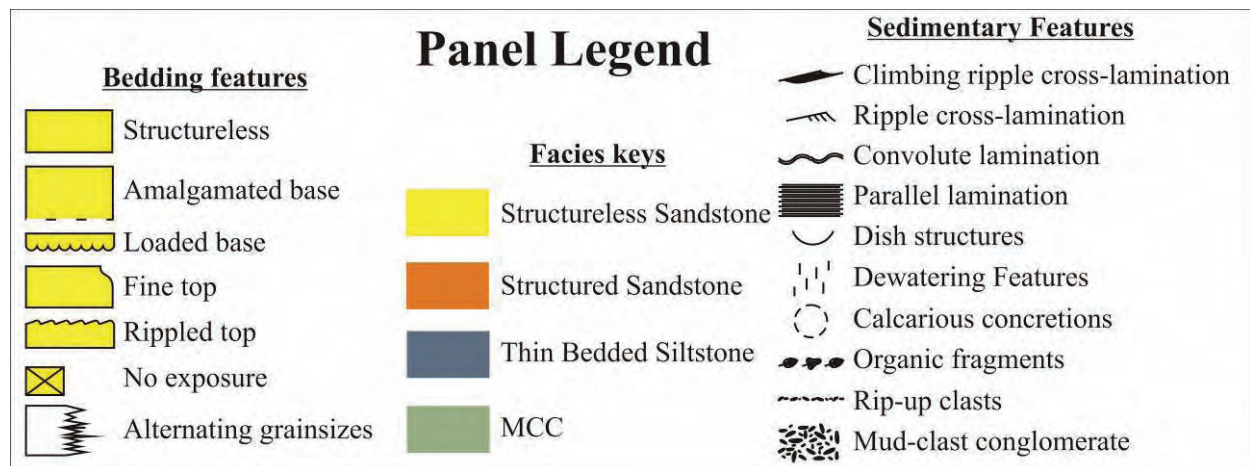 Panel Legend
Bedding features
Structureless
Amalgamated base
Loaded base
Fine top
Rippled top
No exposure
Alternating grainsizes
Facies keys
Structureless Sandstone
Structured Sandstone
Thin Bedded Siltstone
MCC
Sedimentary Features
Climbing ripple cross-lamination
Ripple cross-lamination
Convolute lamination
Parallel lamination
Dish structures
Dewatering Features
Calcarious concretions
Organic fragments
Rip-up clasts
Mud-clast conglomerate